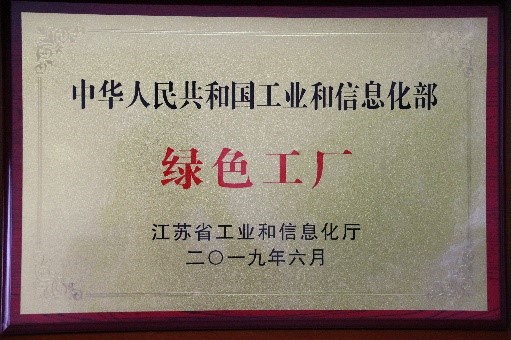 中华人民共和国工业和信息化部
绿色工厂
江苏省工业和信息化厅
二〇一九年六月